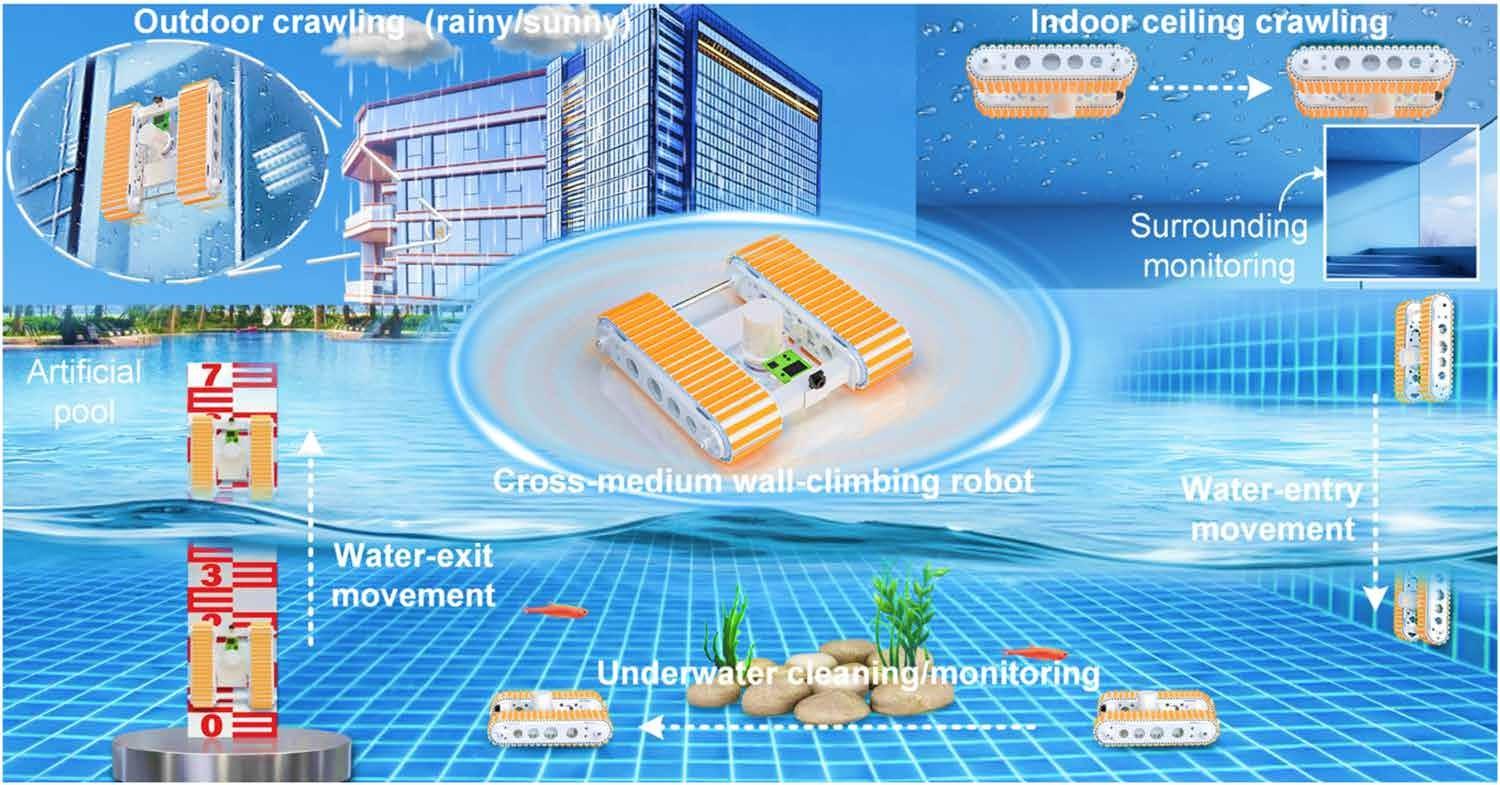 Outdoor crawling (rainy/sunny)
Indoor ceiling crawling
Surrounding
monitoring
Artificial
pool
7
Cross-medium wall-climbing robot
Water-entry
movement
Water-exit
movement
3
Underwater cleaning/monitoring
0